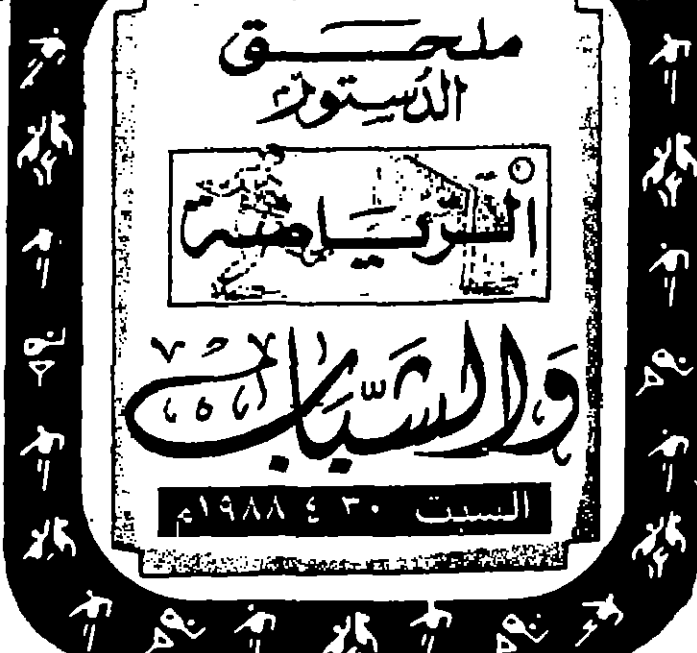 ملحق
الدستور
الرياضة
والشباب
السبت ٣٠ ٤ ١٩٨٨م